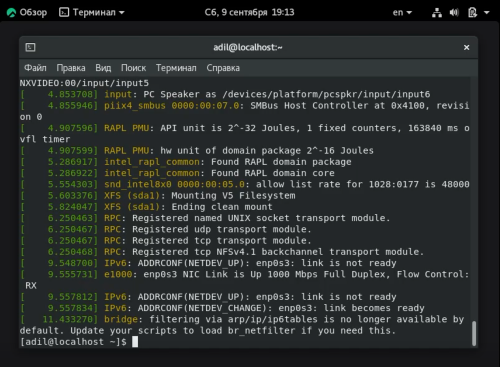 Обзор Терминал Сб, 9 сентября 19:13 en
adil@localhost:~
Файл Правка Вид Поиск Терминал Справка
NXVIDEO:00/input/input5
[    4.853708] input: PC Speaker as /devices/platform/pcspkr/input/input6
[    4.855946] piix4_smbus 0000:00:07.0: SMBus Host Controller at 0x4100, revisi
on 0
[    4.907596] RAPL PMU: API unit is 2^-32 Joules, 1 fixed counters, 163840 ms o
vfl timer
[    4.907599] RAPL PMU: hw unit of domain package 2^-16 Joules
[    5.286917] intel_rapl_common: Found RAPL domain package
[    5.286922] intel_rapl_common: Found RAPL domain core
[    5.554303] snd_intel8x0 0000:00:05.0: allow list rate for 1028:0177 is 48000
[    5.603376] XFS (sda1): Mounting V5 Filesystem
[    5.824047] XFS (sda1): Ending clean mount
[    6.250463] RPC: Registered named UNIX socket transport module.
[    6.250467] RPC: Registered udp transport module.
[    6.250467] RPC: Registered tcp transport module.
[    6.250468] RPC: Registered tcp NFSv4.1 backchannel transport module.
[    9.548700] IPv6: ADDRCONF(NETDEV_UP): enp0s3: link is not ready
[    9.555731] e1000: enp0s3 NIC Link is Up 1000 Mbps Full Duplex, Flow Control:
 RX
[    9.557812] IPv6: ADDRCONF(NETDEV_UP): enp0s3: link is not ready
[    9.557834] IPv6: ADDRCONF(NETDEV_CHANGE): enp0s3: link becomes ready
[   11.433270] bridge: filtering via arp/ip/ip6tables is no longer available by
default. Update your scripts to load br_netfilter if you need this.
[adil@localhost ~]$